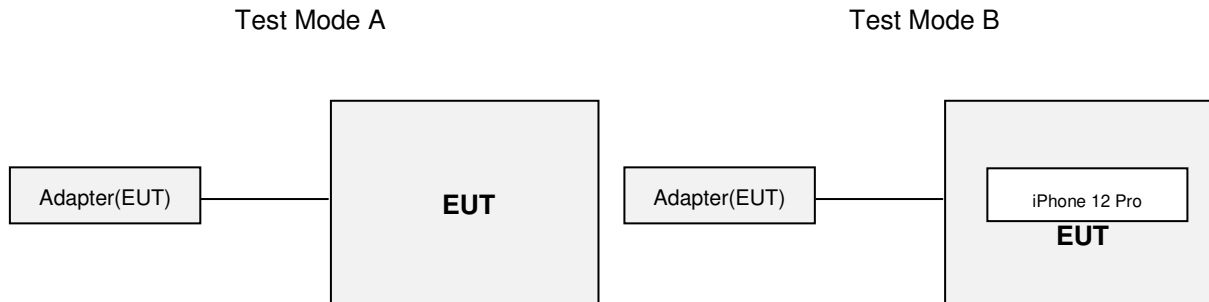 Test Mode A
Adapter(EUT)
EUT
Test Mode B
Adapter(EUT)
iPhone 12 Pro
EUT